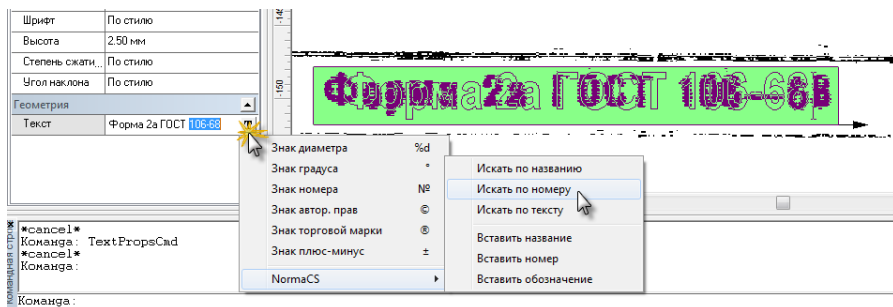 Шрифт По стилю
Высота 2.50 мм
Степень сжати... По стилю
Угол наклона По стилю
Геометрия
Текст Форма 2а ГОСТ 106-68 T
-150
Форма 2а ГОСТ 106-68
Знак диаметра %d
Знак градуса °
Знак номера №
Знак автор. прав ©
Знак торговой марки ®
Знак плюс-минус ±
NormaCS
Искать по названию
Искать по номеру
Искать по тексту
Вставить название
Вставить номер
Вставить обозначение
*cancel*
Команда: TextPropsCmd
*cancel*
Команда:
Команда: